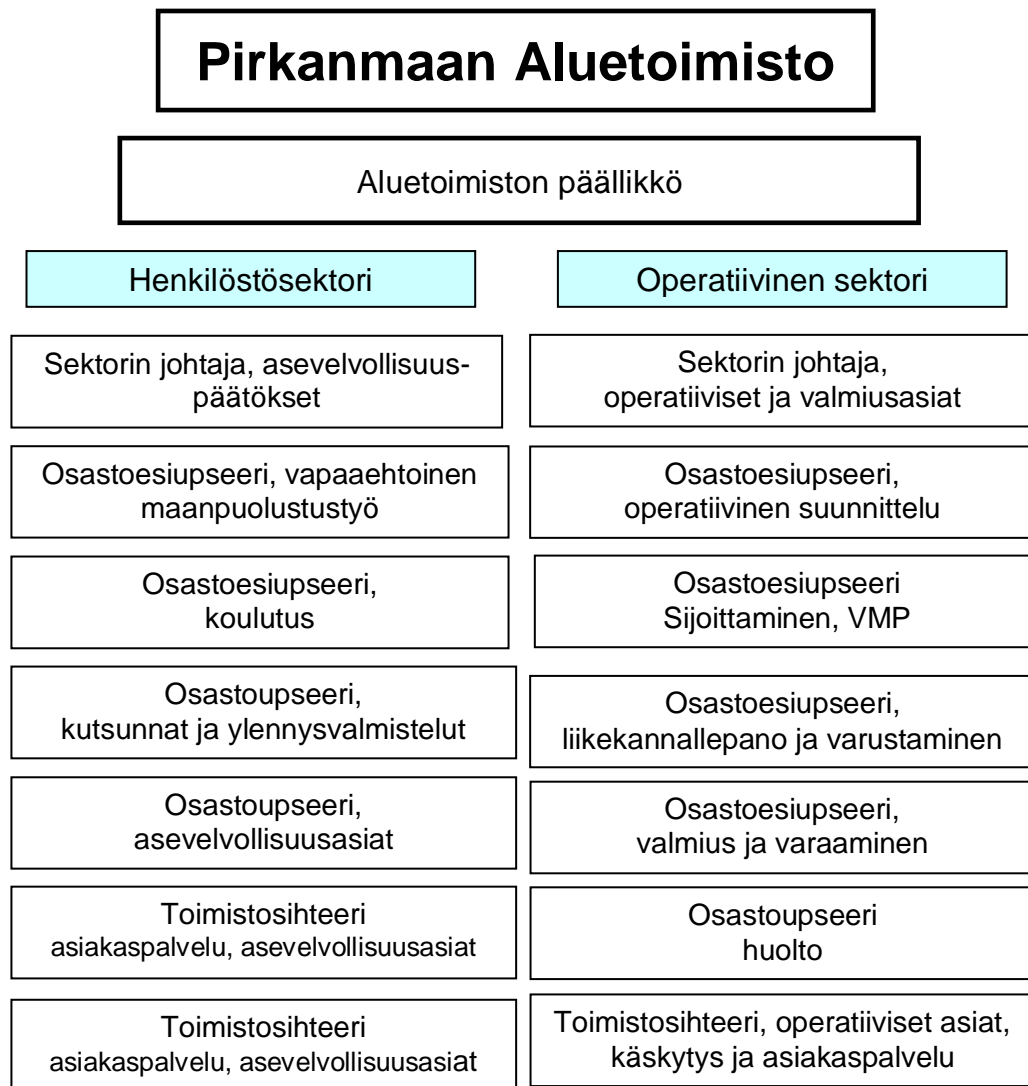 Pirkanmaan Aluetoimisto
Aluetoimiston päällikkö
Henkilöstösektori
Sektorin johtaja, asevelvollisuus-
päätökset
Osastoesiupseeri, vapaaehtoinen
maanpuolustustyö
Osastoesiupseeri,
koulutus
Osastoupseeri,
kutsunnat ja ylennysvalmistelut
Osastoupseeri,
asevelvollisuusasiat
Toimistosihteeri
asiakaspalvelu, asevelvollisuusasiat
Toimistosihteeri
asiakaspalvelu, asevelvollisuusasiat
Operatiivinen sektori
Sektorin johtaja,
operatiiviset ja valmiusasiat
Osastoesiupseeri,
operatiivinen suunnittelu
Osastoesiupseeri
Sijoittaminen, VMP
Osastoesiupseeri,
liikekannallepano ja varustaminen
Osastoesiupseeri,
valmius ja varaaminen
Osastoupseeri
huolto
Toimistosihteeri, operatiiviset asiat,
käskytys ja asiakaspalvelu